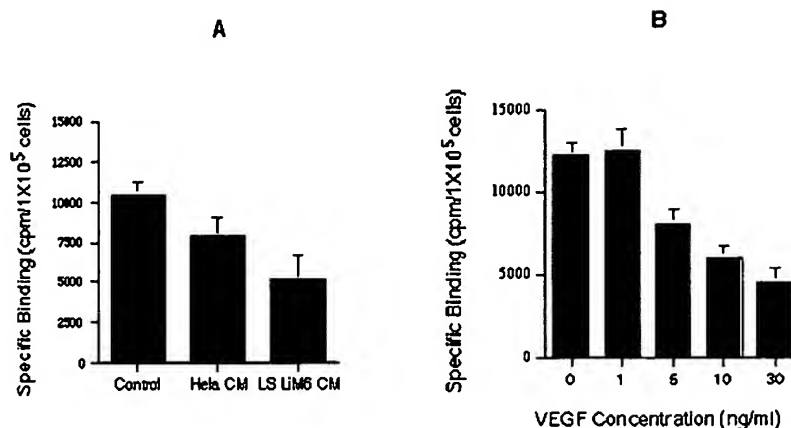 A
Specific Binding (cpm/1X10⁵ cells)
15000
12500
10000
7500
5000
2500
0
Control Hela CM LS LiM6 CM
B
Specific Binding (cpm/1X10⁵ cells)
15000
10000
5000
0
0 1 5 10 30
VEGF Concentration (ng/ml)